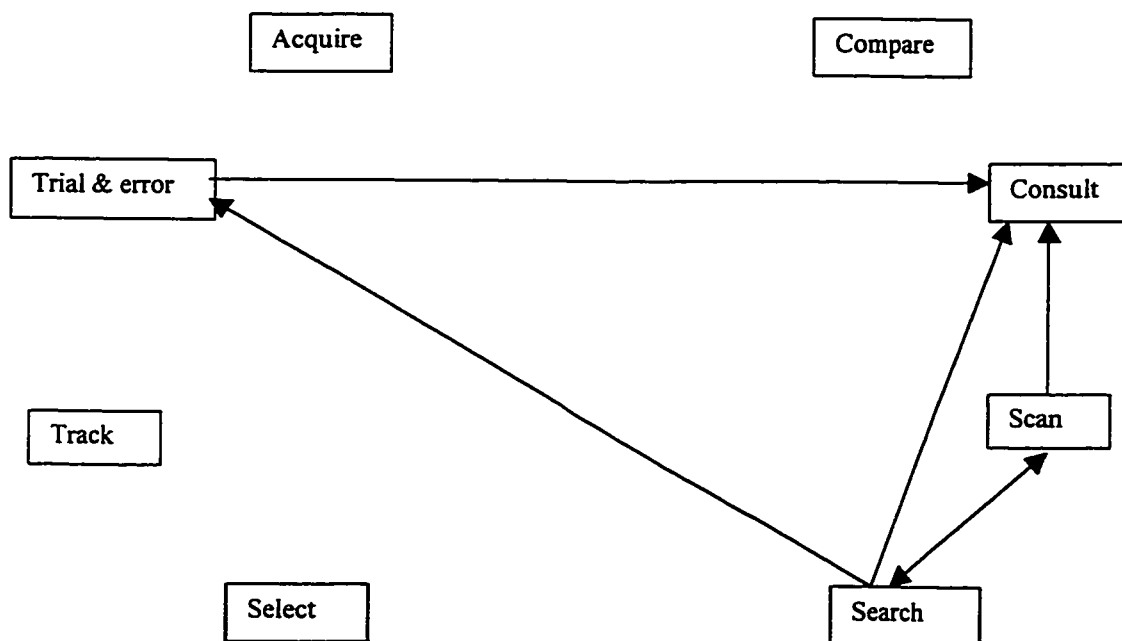 Acquire
Compare
Trial & error
Consult
Track
Scan
Select
Search